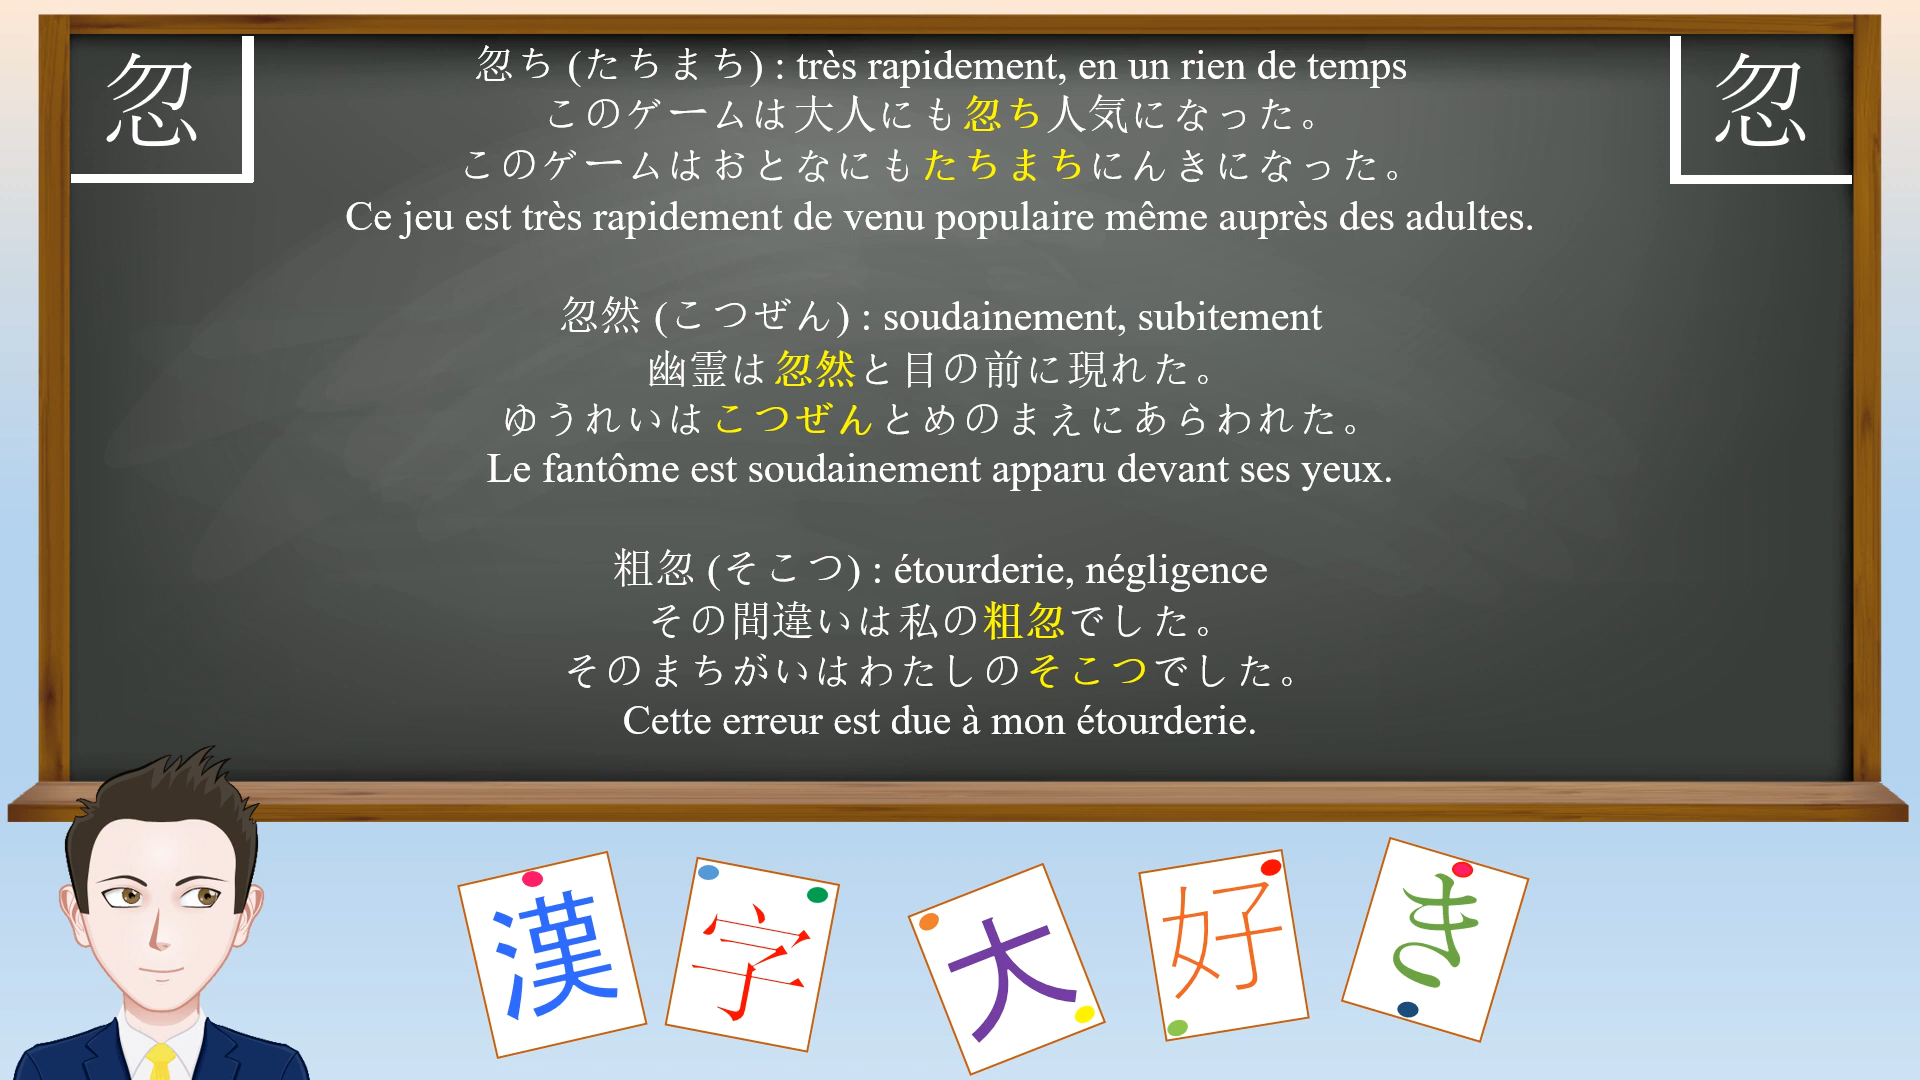 忽
忽ち (たちまち) : très rapidement, en un rien de temps
このゲームは大人にも忽ち人気になった。
このゲームはおとなにもたちまちにんきになった。
Ce jeu est très rapidement de venu populaire même auprès des adultes.
忽
忽然 (こつぜん) : soudainement, subitement
幽霊は忽然と目の前に現れた。
ゆうれいはこつぜんとめのまえにあらわれた。
Le fantôme est soudainement apparu devant ses yeux.
粗忽 (そこつ) : étourderie, négligence
その間違いは私の粗忽でした。
そのまちがいはわたしのそこつでした。
Cette erreur est due à mon étourderie.
漢字大好き